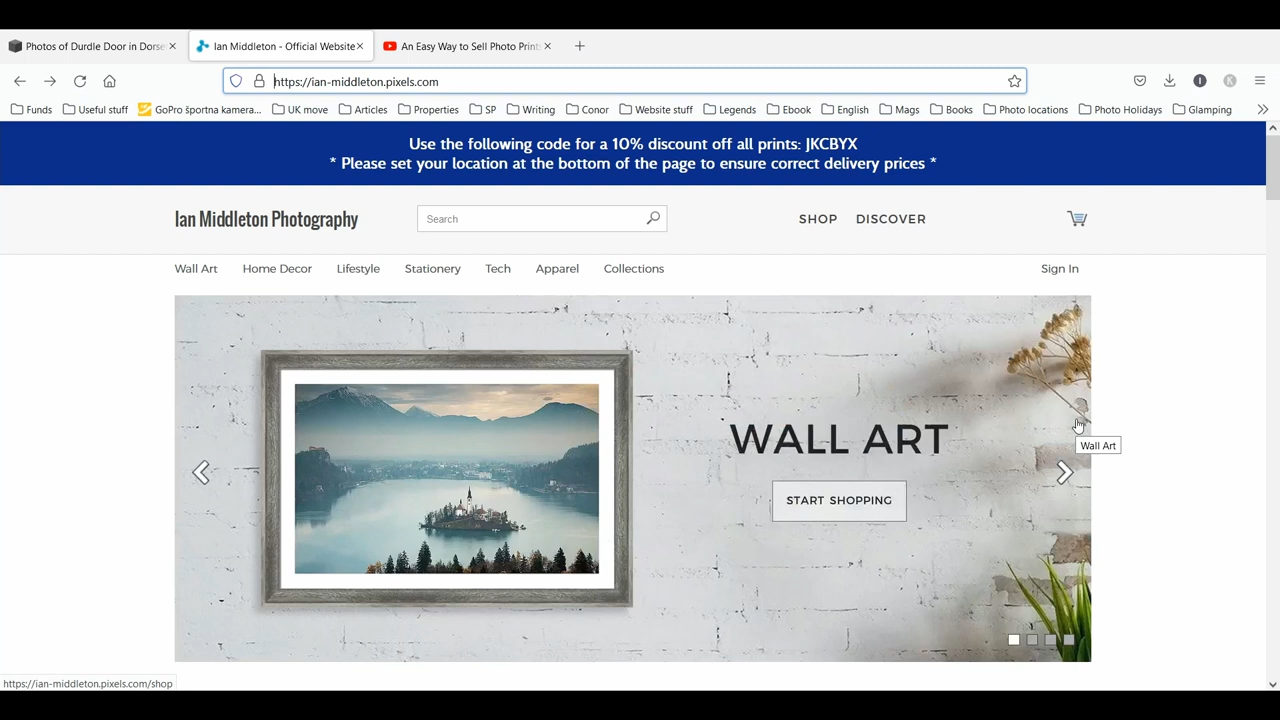 Photos of Durdle Door in Dorse
Ian Middleton - Official Website
An Easy Way to Sell Photo Print
https://ian-middleton.pixels.com
Funds Useful stuff GoPro športna kamera... UK move Articles Properties SP Writing Conor Website stuff Legends Ebook English Mags Books Photo locations Photo Holidays Glamping
Use the following code for a 10% discount off all prints: JKCBYX
* Please set your location at the bottom of the page to ensure correct delivery prices *
Ian Middleton Photography
Search
SHOP DISCOVER
Wall Art Home Decor Lifestyle Stationery Tech Apparel Collections Sign In
WALL ART
Wall Art
START SHOPPING
https://ian-middleton.pixels.com/shop